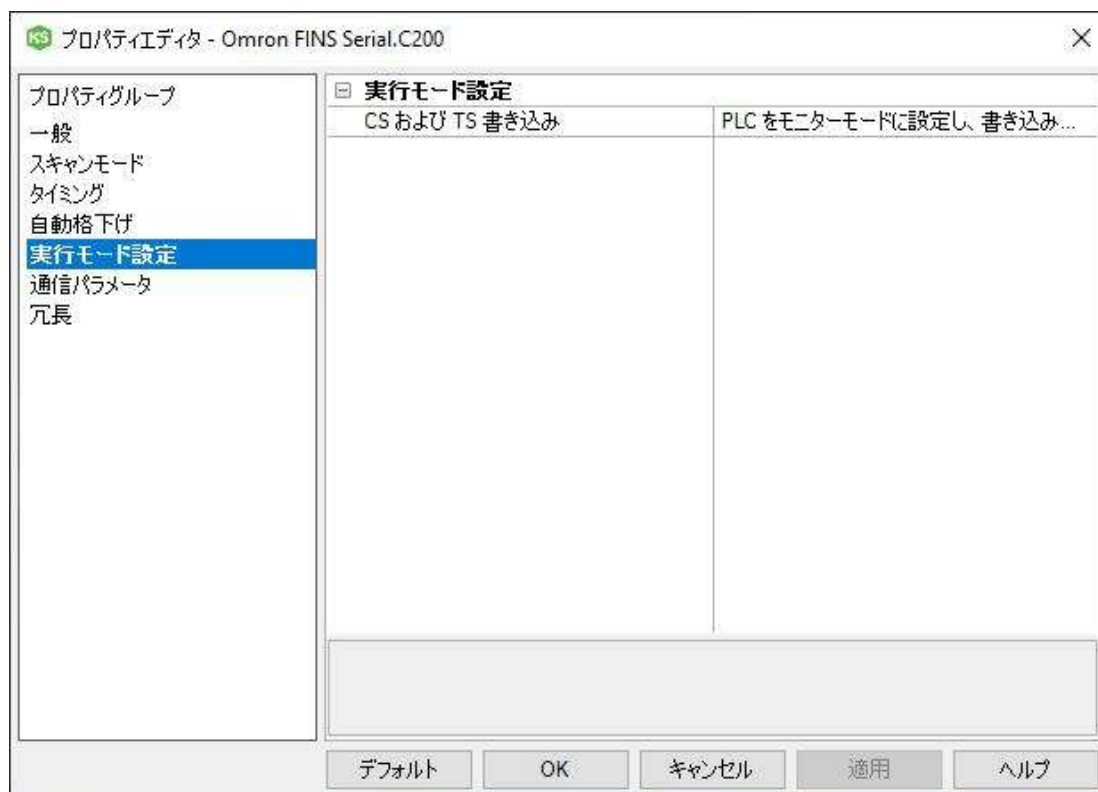 KS プロパティエディタ - Omron FINS Serial.C200
プロパティグループ
一般
スキャンモード
タイミング
自動格下げ
実行モード設定
通信パラメータ
冗長
実行モード設定
CS および TS 書き込み PLC をモニターモードに設定し、書き込み...
デフォルト OK キャンセル 適用 ヘルプ